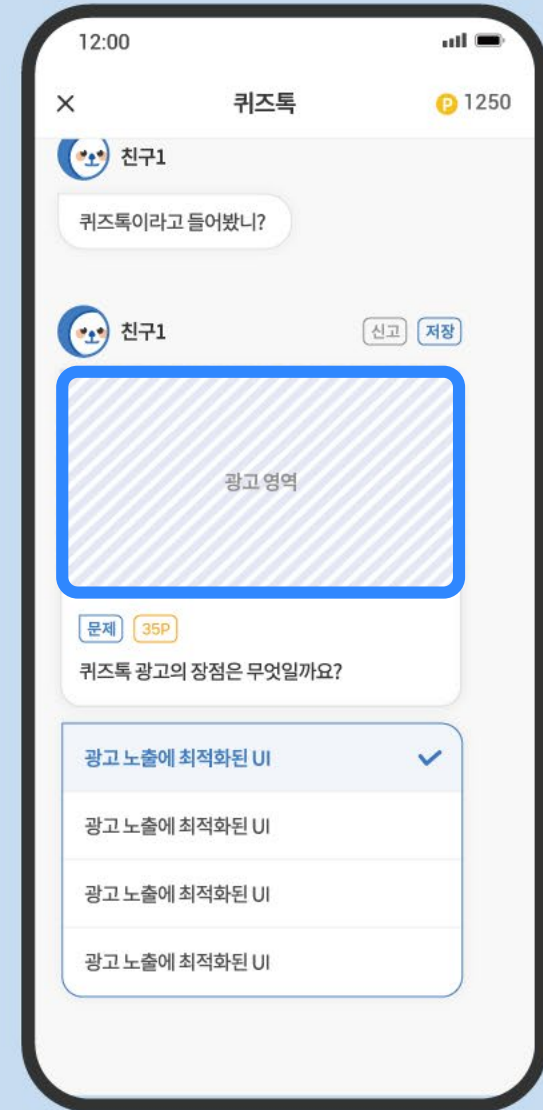 12:00
퀴즈톡
P 1250
친구1
퀴즈톡이라고 들어봤니?
친구1
신고 저장
광고 영역
문제 35P
퀴즈톡 광고의 장점은 무엇일까요?
광고 노출에 최적화된 UI
광고 노출에 최적화된 UI
광고 노출에 최적화된 UI
광고 노출에 최적화된 UI